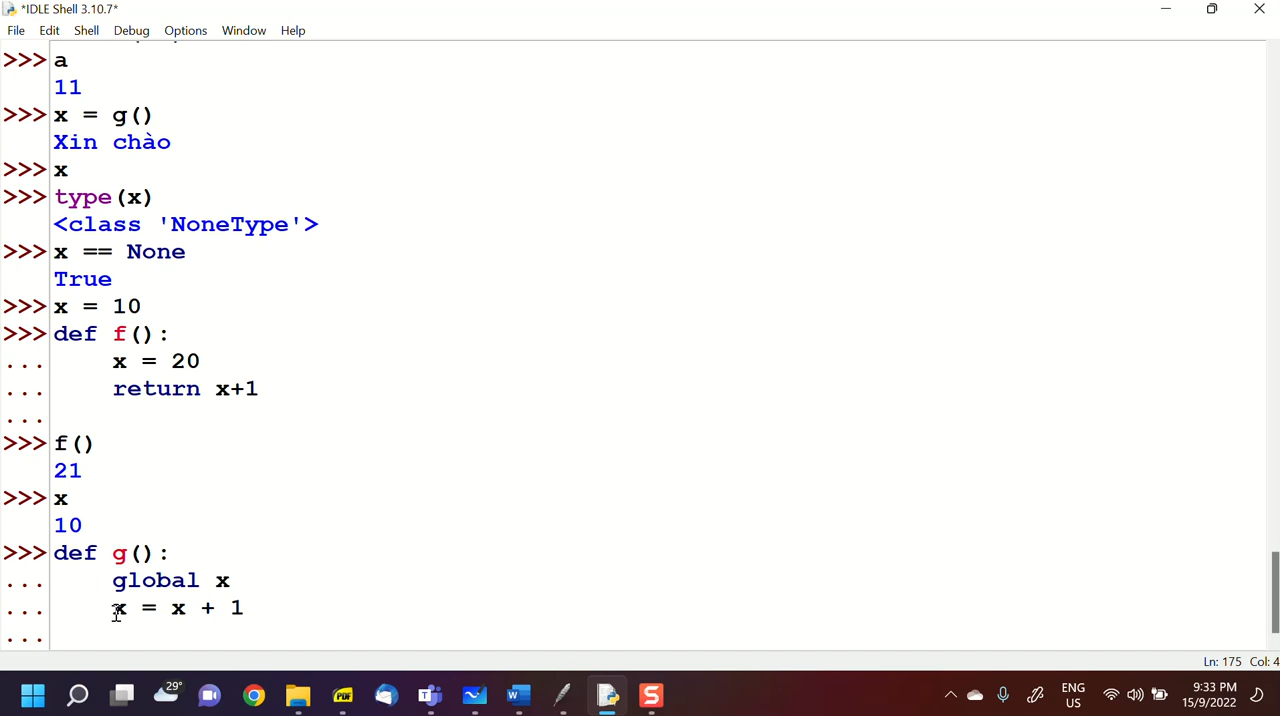 *IDLE Shell 3.10.7*
File Edit Shell Debug Options Window Help
>>> a
11
>>> x = g()
Xin chào
>>> x
>>> type(x)
<class 'NoneType'>
>>> x == None
True
>>> x = 10
>>> def f():
... x = 20
... return x+1
...
>>> f()
21
>>> x
10
>>> def g():
... global x
... x = x + 1
...
Ln: 175 Col: 4
29°
PDF
ENG
US
9:33 PM
15/9/2022